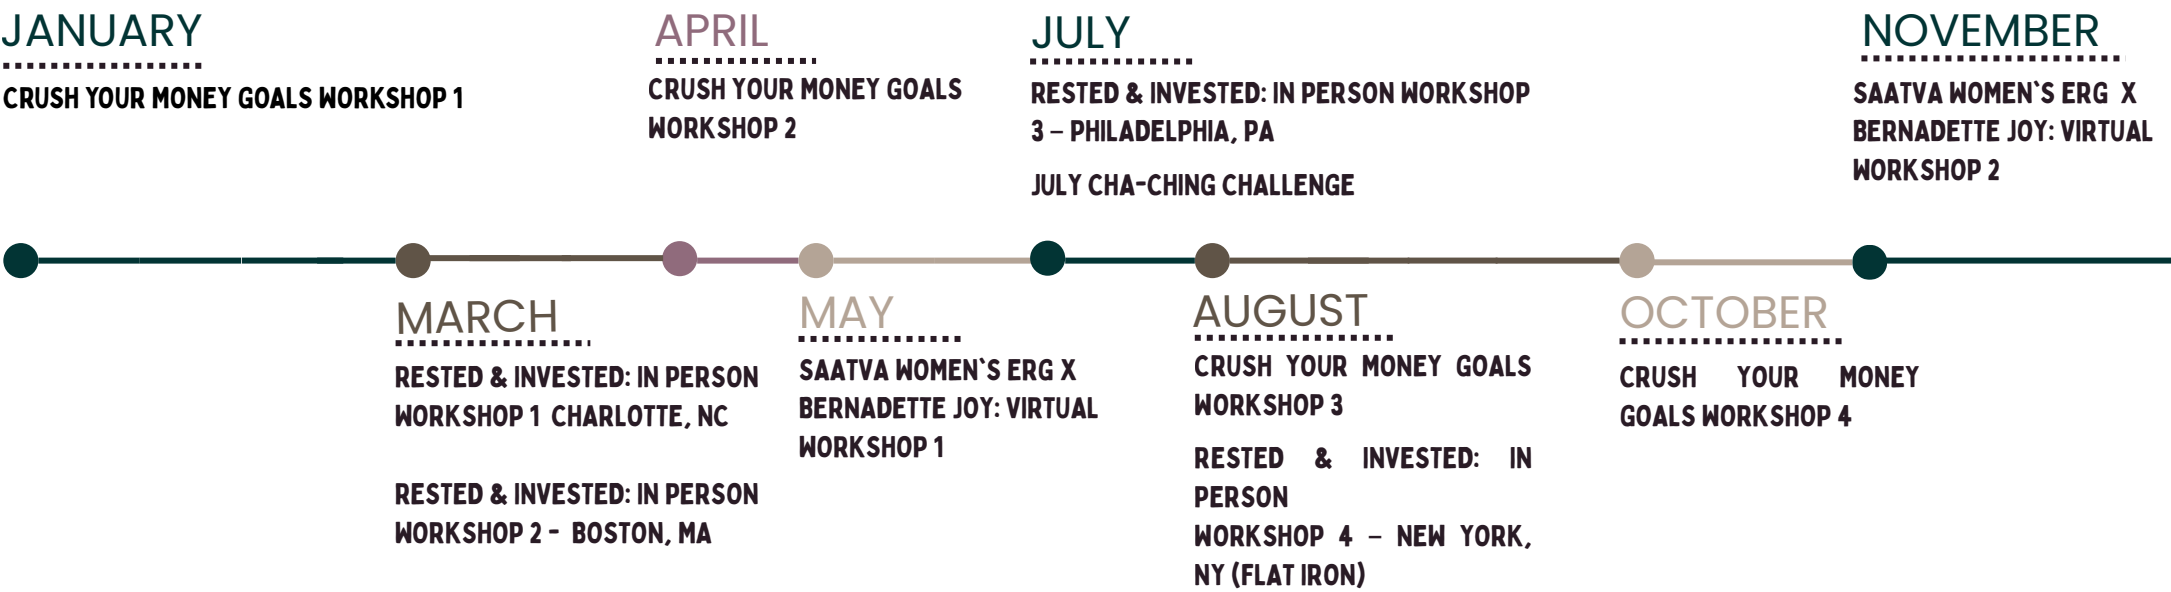 JANUARY
CRUSH YOUR MONEY GOALS WORKSHOP 1
APRIL
CRUSH YOUR MONEY GOALS
WORKSHOP 2
JULY
RESTED & INVESTED: IN PERSON WORKSHOP
3 – PHILADELPHIA, PA
JULY CHA-CHING CHALLENGE
NOVEMBER
SAATVA WOMEN`S ERG X
BERNADETTE JOY: VIRTUAL
WORKSHOP 2
MARCH
RESTED & INVESTED: IN PERSON
WORKSHOP 1 CHARLOTTE, NC
RESTED & INVESTED: IN PERSON
WORKSHOP 2 - BOSTON, MA
MAY
SAATVA WOMEN`S ERG X
BERNADETTE JOY: VIRTUAL
WORKSHOP 1
AUGUST
CRUSH YOUR MONEY GOALS
WORKSHOP 3
RESTED & INVESTED: IN
PERSON
WORKSHOP 4 – NEW YORK,
NY (FLAT IRON)
OCTOBER
CRUSH YOUR MONEY
GOALS WORKSHOP 4